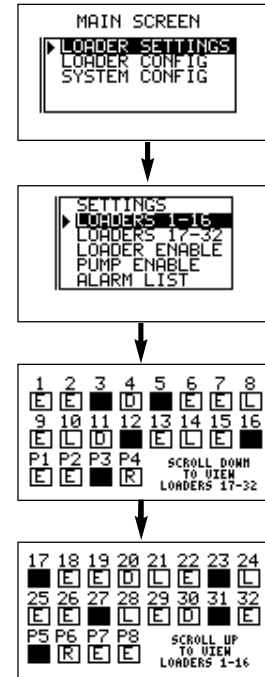 MAIN SCREEN
LOADER SETTINGS
LOADER CONFIG
SYSTEM CONFIG
SETTINGS
LOADERS 1-16
LOADERS 17-32
LOADER ENABLE
PUMP ENABLE
ALARM LIST
1 2 3 4 5 6 7 8
E E D E E L
9 10 11 12 13 14 15 16
E L D E L E
P1 P2 P3 P4
E E R
SCROLL DOWN
TO VIEW
LOADERS 17-32
17 18 19 20 21 22 23 24
E E D L E L
25 26 27 28 29 30 31 32
E E L E D E
P5 P6 P7 P8
R E E
SCROLL UP
TO VIEW
LOADERS 1-16